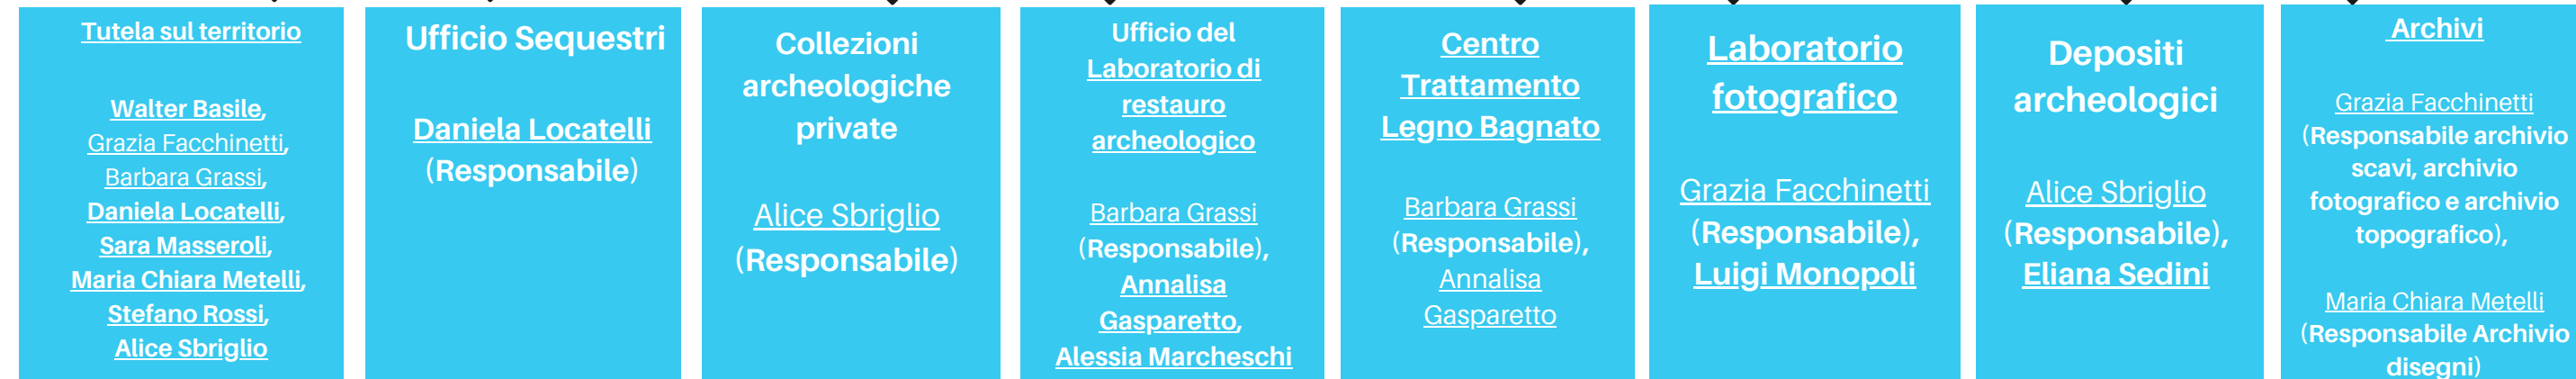 Tutela sul territorio
Walter Basile,
Grazia Facchinetti,
Barbara Grassi,
Daniela Locatelli,
Sara Masseroli,
Maria Chiara Metelli,
Stefano Rossi,
Alice Sbriglio
Ufficio Sequestri
Daniela Locatelli
(Responsabile)
Collezioni
archeologiche
private
Alice Sbriglio
(Responsabile)
Ufficio del
Laboratorio di
restauro
archeologico
Barbara Grassi
(Responsabile),
Annalisa
Gasparetto,
Alessia Marcheschi
Centro
Trattamento
Legno Bagnato
Barbara Grassi
(Responsabile),
Annalisa
Gasparetto
Laboratorio
fotografico
Grazia Facchinetti
(Responsabile),
Luigi Monopoli
Depositi
archeologici
Alice Sbriglio
(Responsabile),
Eliana Sedini
Archivi
Grazia Facchinetti
(Responsabile archivio
scavi, archivio
fotografico e archivio
topografico),
Maria Chiara Metelli
(Responsabile Archivio
disegni)